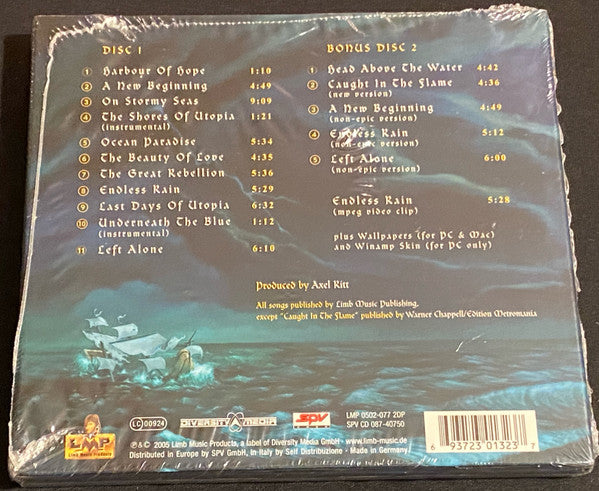 DISC 1
1 Harbour Of Hope 1:10
2 A New Beginning 4:49
3 On Stormy Seas 9:09
4 The Shores Of Utopia 1:21
(instrumental)
5 Ocean Paradise 5:34
6 The Beauty Of Love 4:35
7 The Great Rebellion 5:36
8 Endless Rain 5:29
9 Last Days Of Utopia 6:32
10 Underneath The Blue 1:12
(instrumental)
11 Left Alone 6:10
BONUS DISC 2
1 Head Above The Water 4:42
2 Caught In The Flame 4:36
(new version)
3 A New Beginning 4:49
(non-epic version)
4 Endless Rain 5:12
(non-epic version)
5 Left Alone 6:00
(non-epic version)
Endless Rain 5:28
(mpeg video clip)
plus Wallpapers (for PC & Mac)
and Winamp Skin (for PC only)
Produced by Axel Ritt
All songs published by Limb Music Publishing,
except "Caught In The Flame" published by Warner Chappell/Edition Metromania
LMP
Limb Music Products
LC 00924
DIVERSITY MEDIA
SPV
LMP 0502-077 2DP
SPV CD 087-40750
℗ & © 2005 Limb Music Products, a label of Diversity Media GmbH · www.limb-music.de
Distributed in Europe by SPV GmbH, in Italy by Self Distribuzione · Made in Germany
6 93723 01323 7